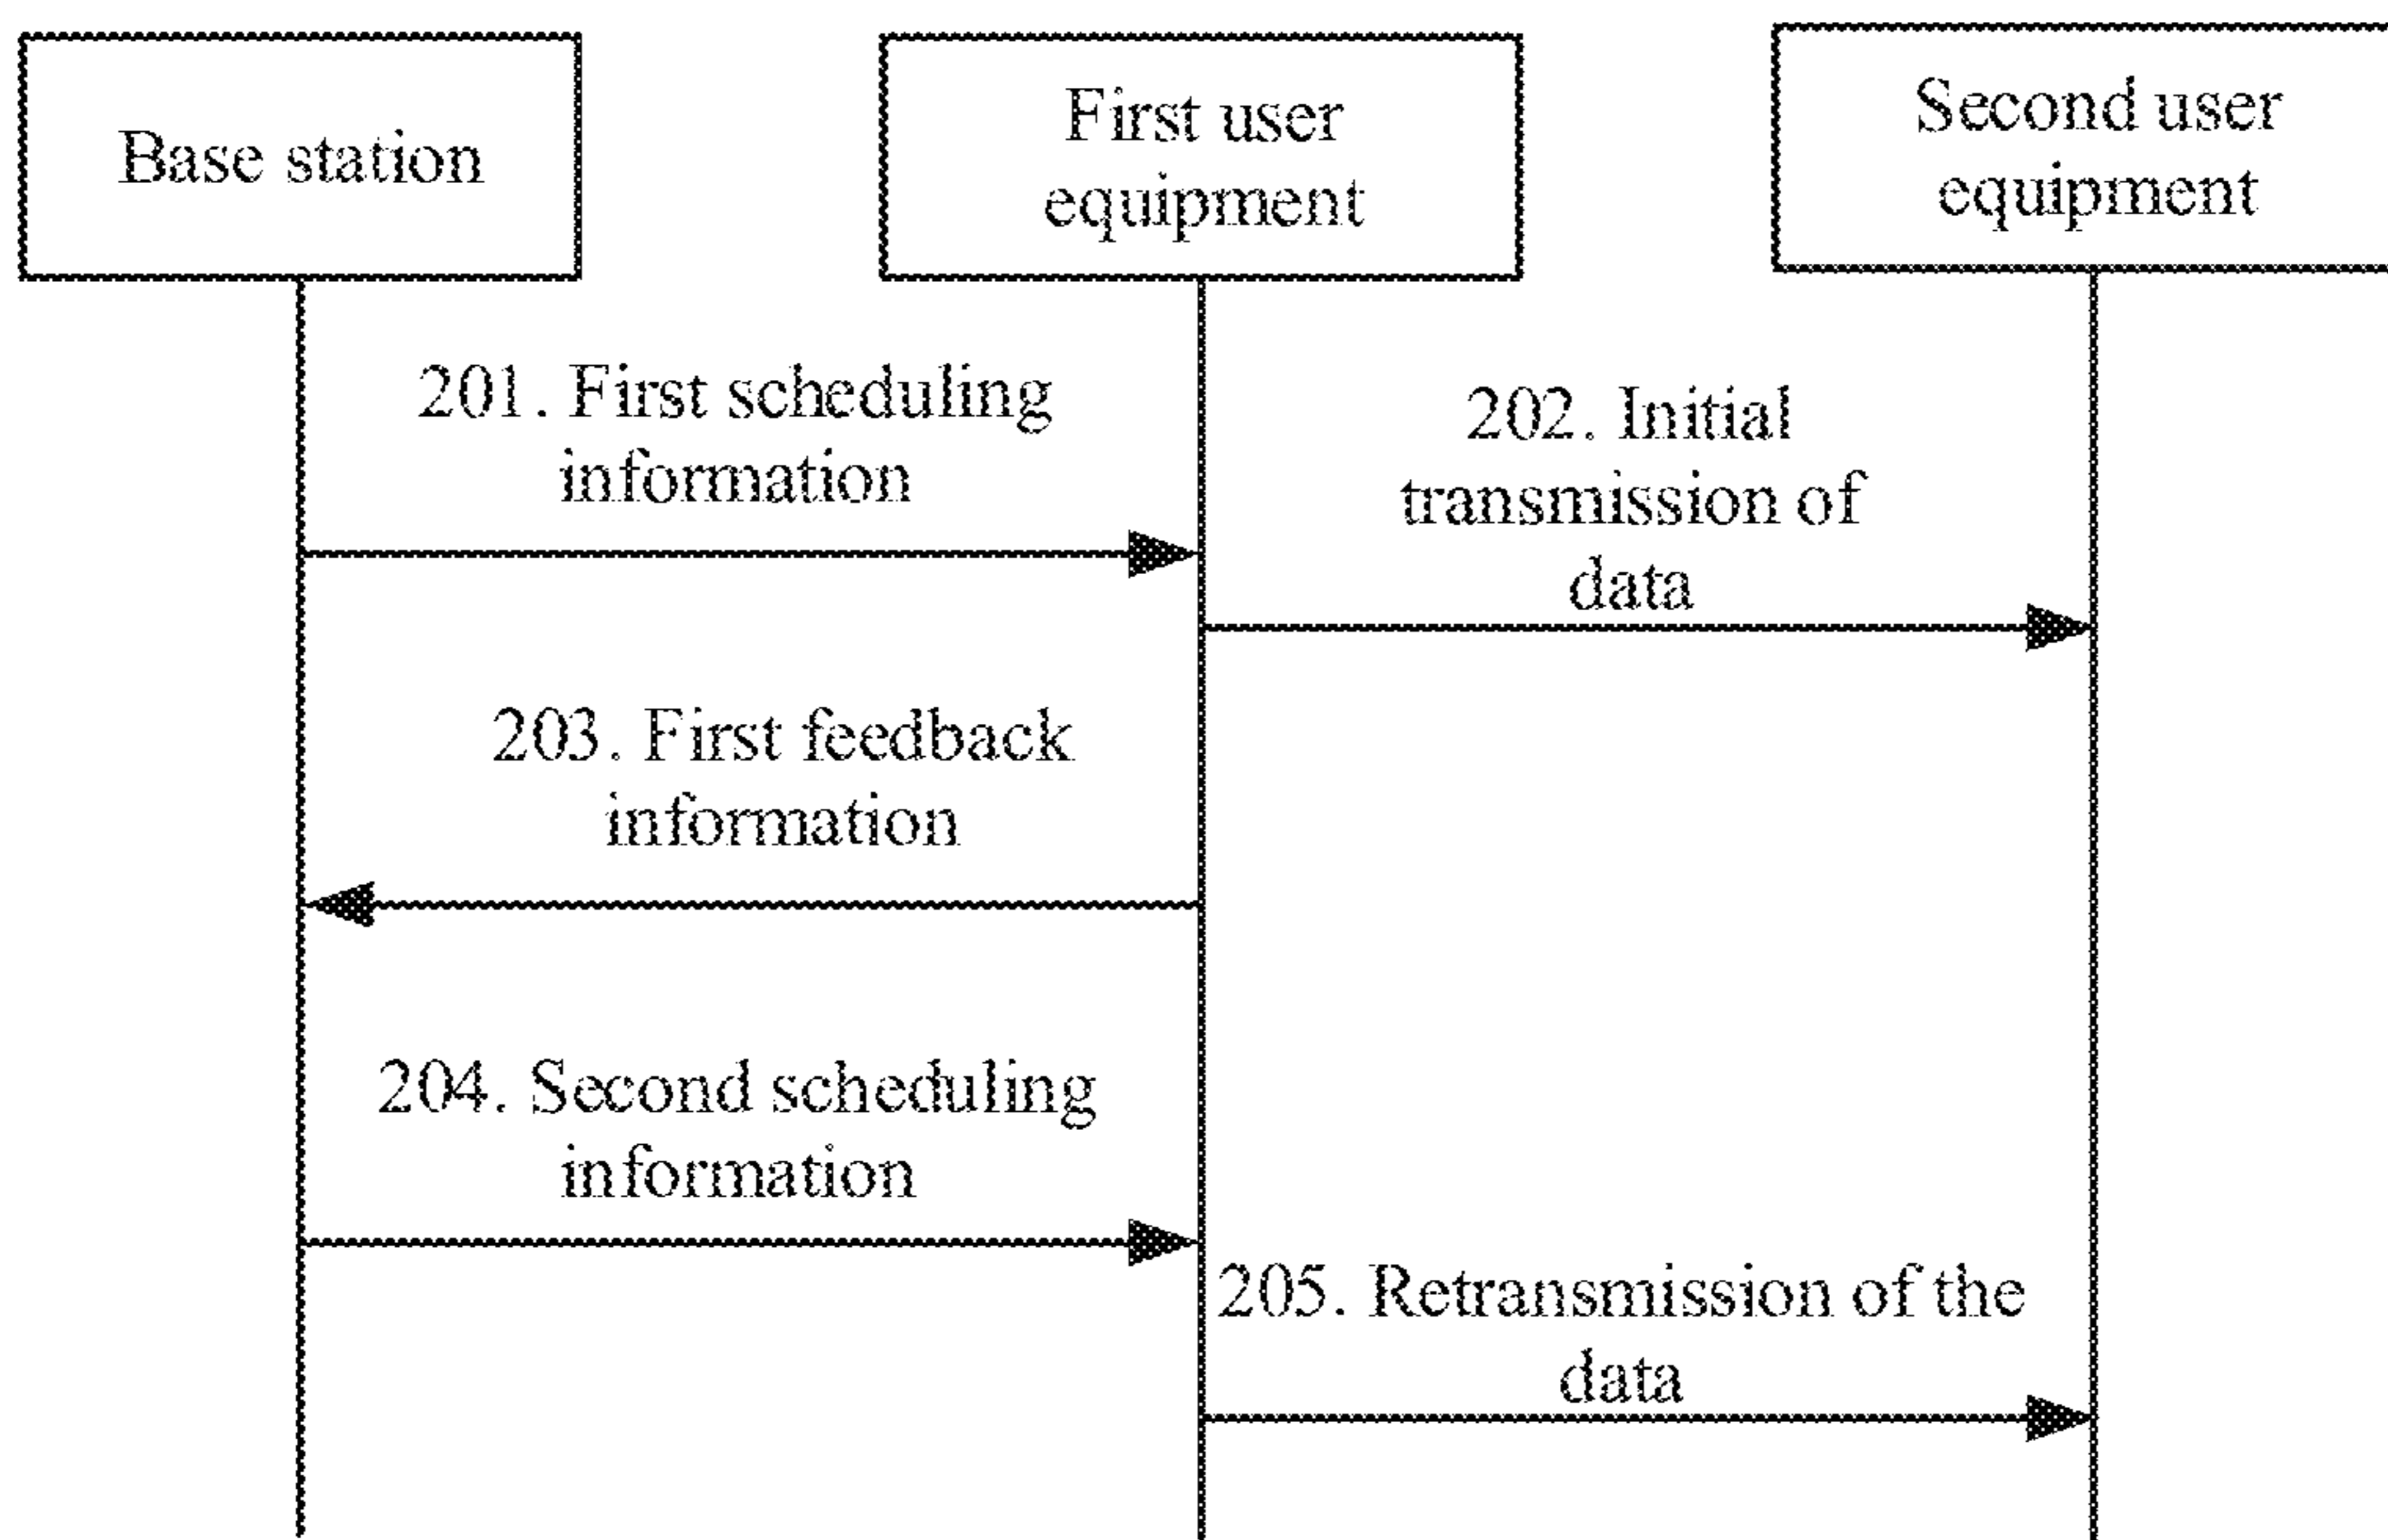 Base station
First user
equipment
Second user
equipment
201. First scheduling
information
202. Initial
transmission of
data
203. First feedback
information
204. Second scheduling
information
205. Retransmission of the
data